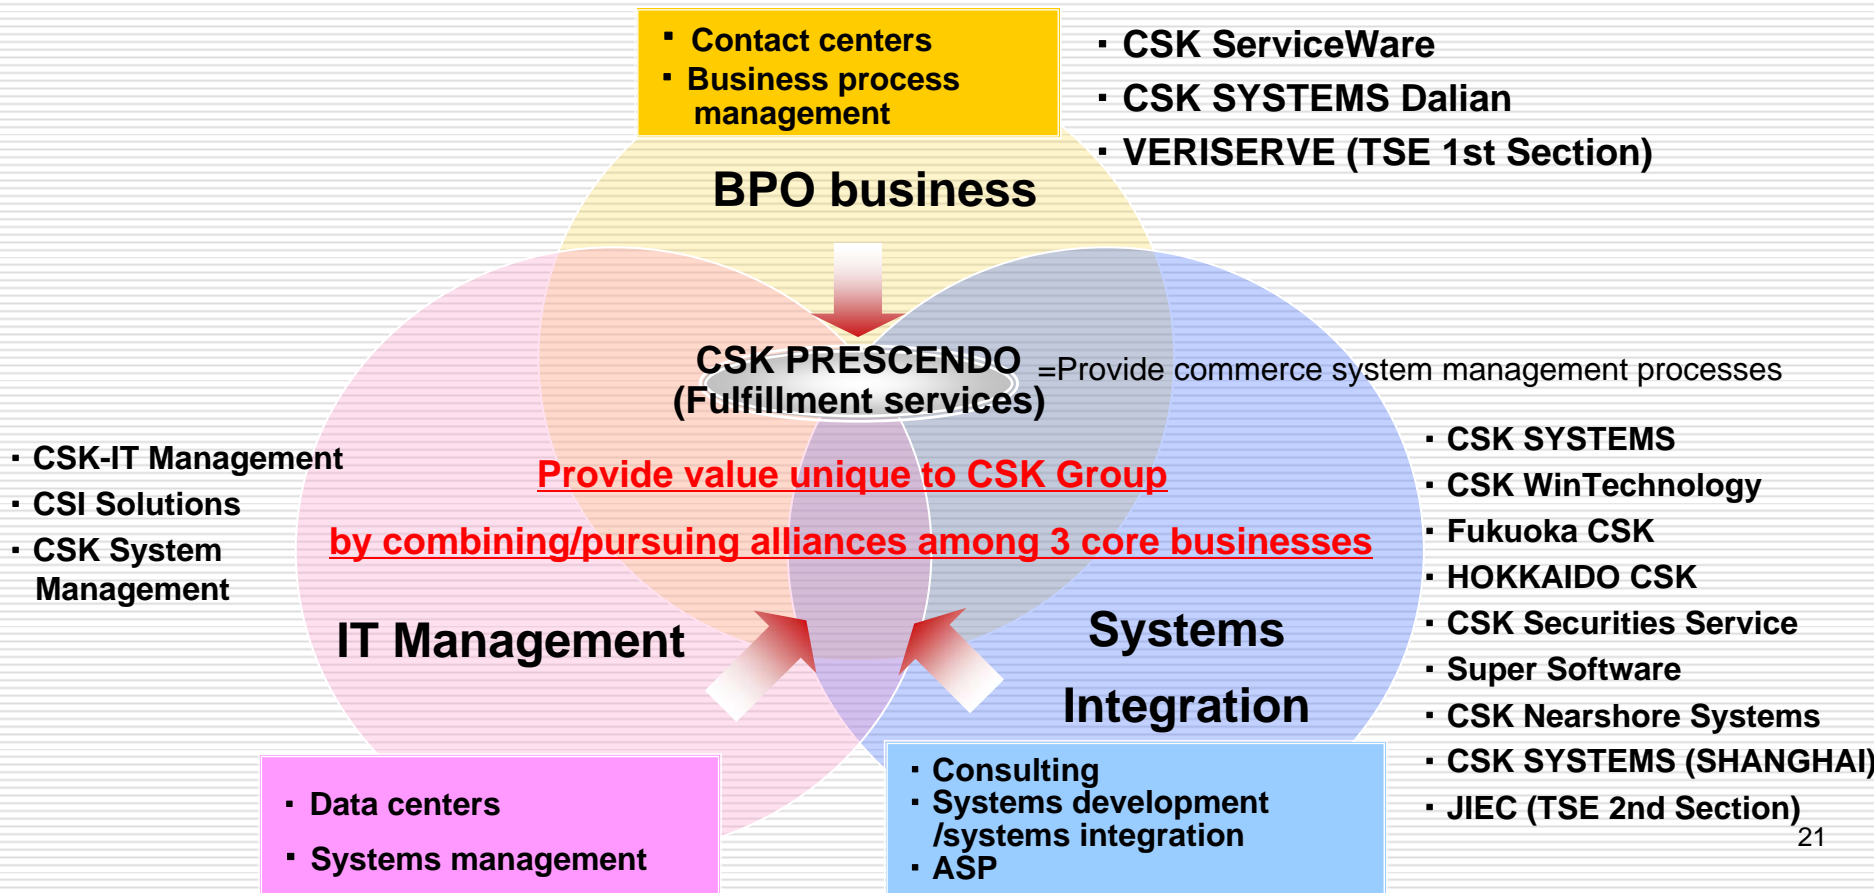 ・ Contact centers
・ Business process
management
・ CSK ServiceWare
・ CSK SYSTEMS Dalian
・ VERISERVE (TSE 1st Section)
BPO business
CSK PRESCENDO
(Fulfillment services)
=Provide commerce system management processes
・ CSK-IT Management
・ CSI Solutions
・ CSK System
Management
Provide value unique to CSK Group
by combining/pursuing alliances among 3 core businesses
IT Management
Systems
Integration
・ CSK SYSTEMS
・ CSK WinTechnology
・ Fukuoka CSK
・ HOKKAIDO CSK
・ CSK Securities Service
・ Super Software
・ CSK Nearshore Systems
・ CSK SYSTEMS (SHANGHAI)
・ JIEC (TSE 2nd Section)
・ Data centers
・ Systems management
・ Consulting
・ Systems development
/systems integration
・ ASP
21